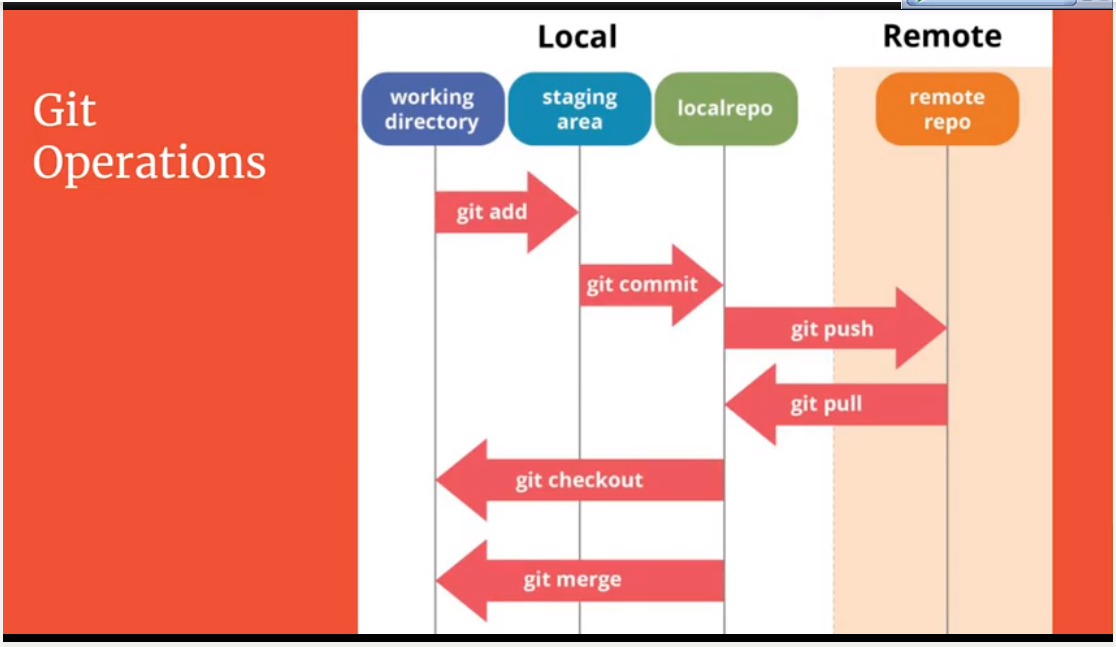 Git
Operations
Local
Remote
working
directory
staging
area
localrepo
remote
repo
git add
git commit
git push
git pull
git checkout
git merge